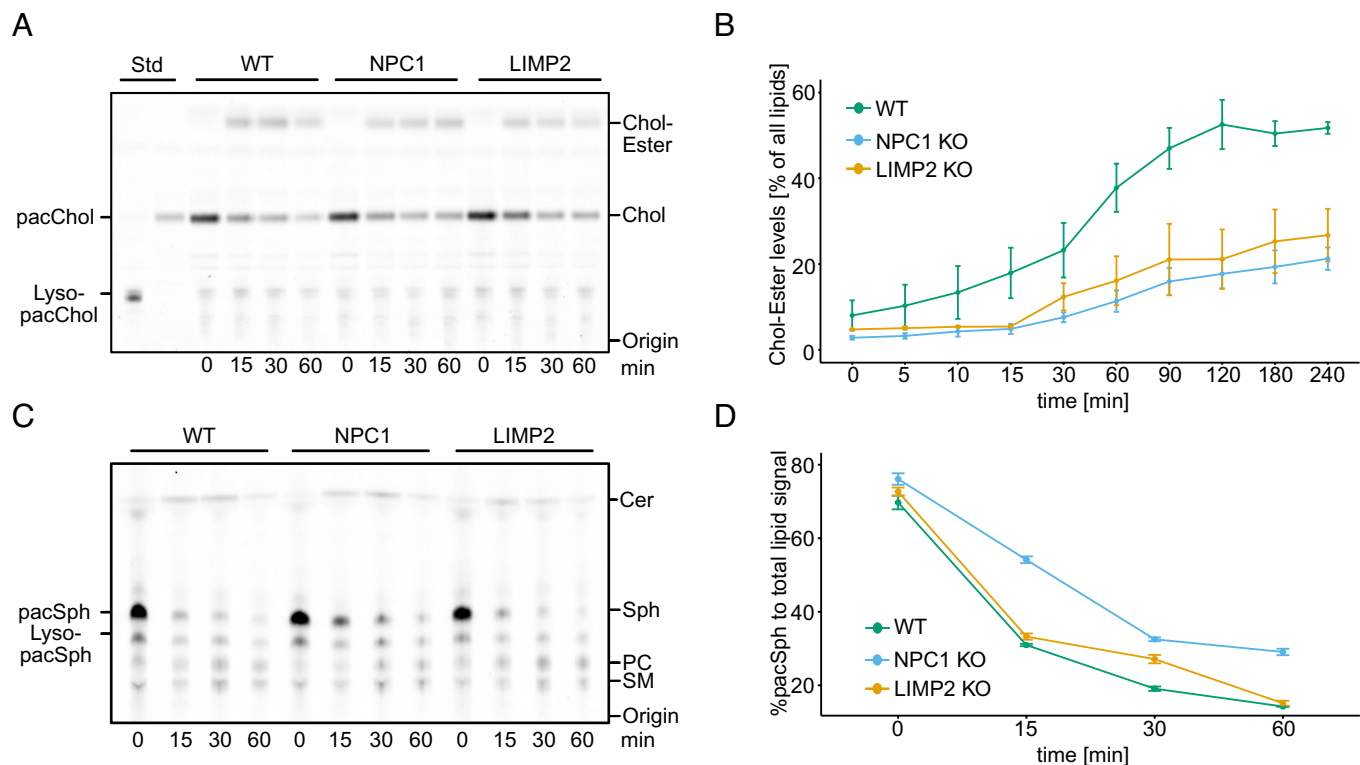 A
Std WT NPC1 LIMP2
pacChol
Lyso-
pacChol
Chol-
Ester
Chol
Origin
0 15 30 60 0 15 30 60 0 15 30 60 min
B
Chol-Ester levels [% of all lipids]
60
40
20
0
WT
NPC1 KO
LIMP2 KO
0 5 10 15 30 60 90 120 180 240
time [min]
C
WT NPC1 LIMP2
pacSph
Lyso-
pacSph
Cer
Sph
PC
SM
Origin
0 15 30 60 0 15 30 60 0 15 30 60 min
D
%pacSph to total lipid signal
80
60
40
20
WT
NPC1 KO
LIMP2 KO
0 15 30 60
time [min]